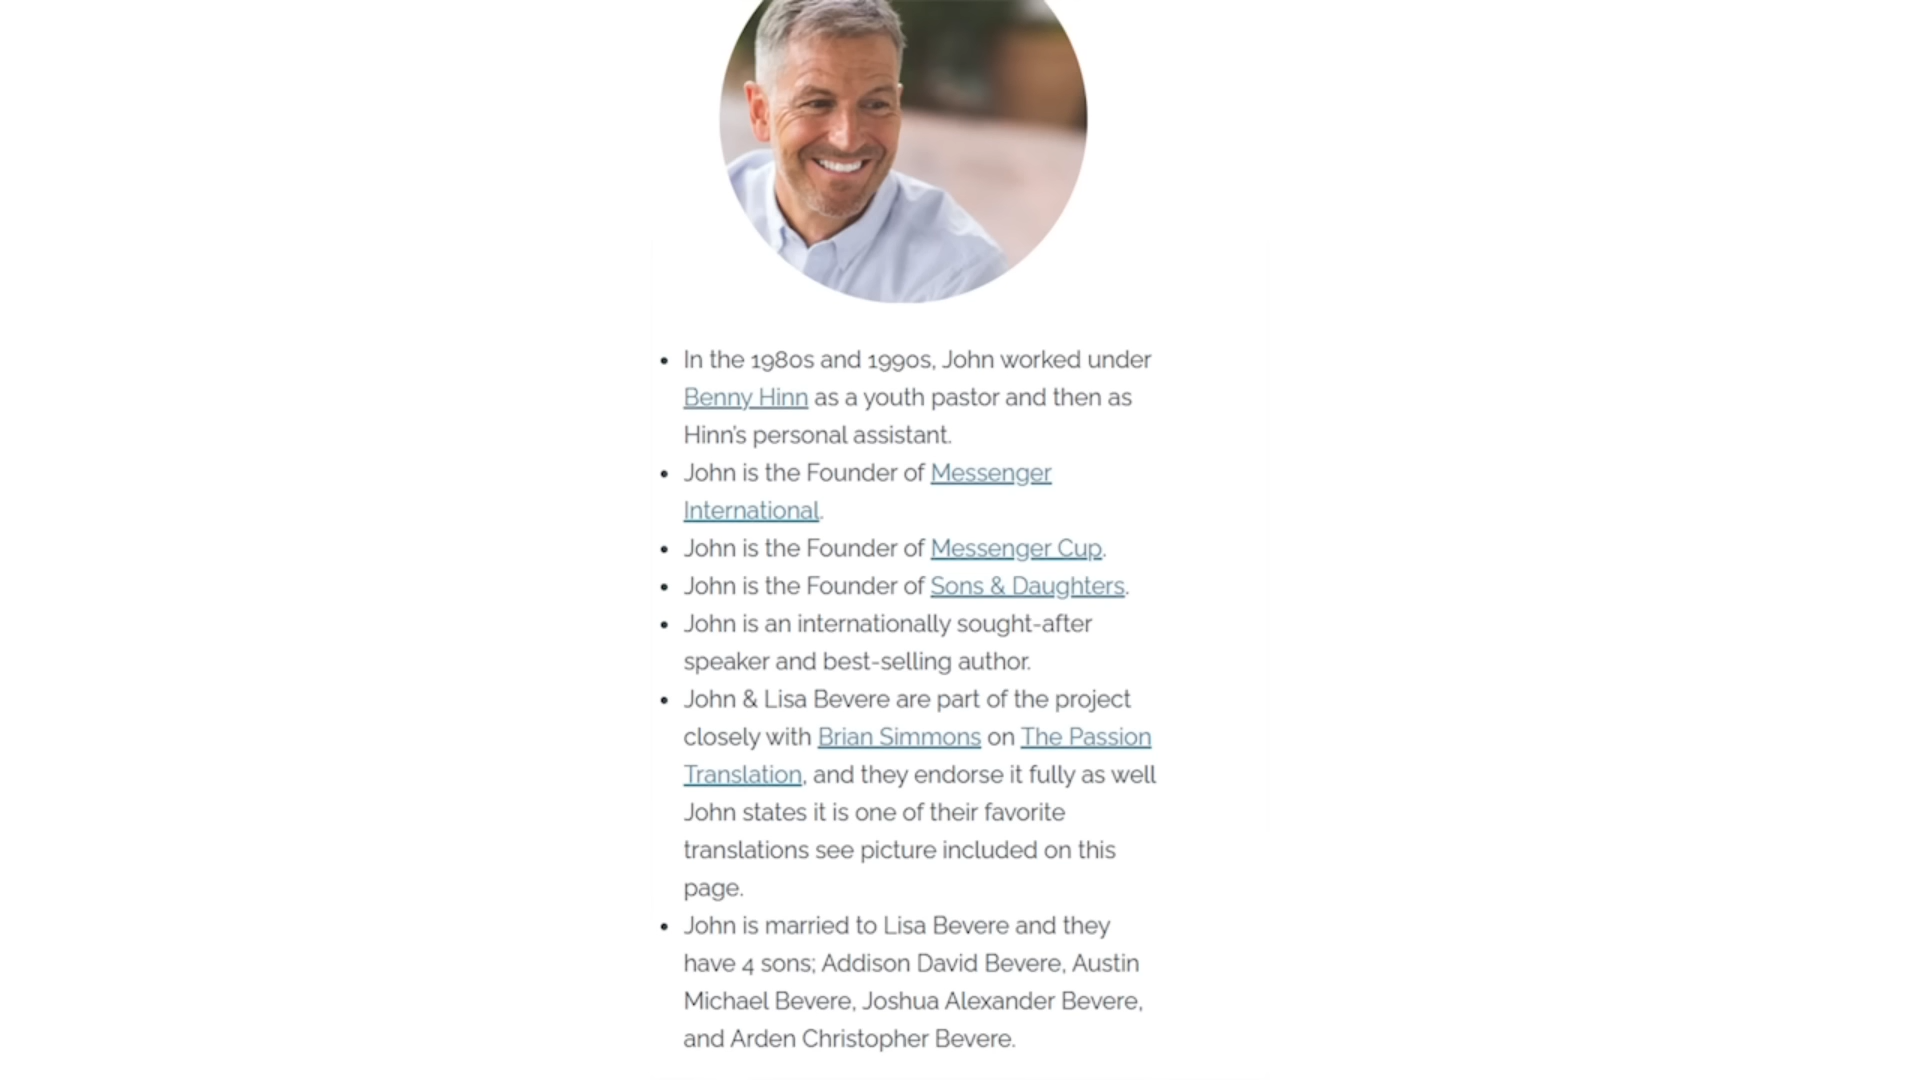 In the 1980s and 1990s, John worked under
Benny Hinn as a youth pastor and then as
Hinn's personal assistant.
John is the Founder of Messenger
International.
John is the Founder of Messenger Cup.
John is the Founder of Sons & Daughters.
John is an internationally sought-after
speaker and best-selling author.
John & Lisa Bevere are part of the project
closely with Brian Simmons on The Passion
Translation, and they endorse it fully as well
John states it is one of their favorite
translations see picture included on this
page.
John is married to Lisa Bevere and they
have 4 sons; Addison David Bevere, Austin
Michael Bevere, Joshua Alexander Bevere,
and Arden Christopher Bevere.